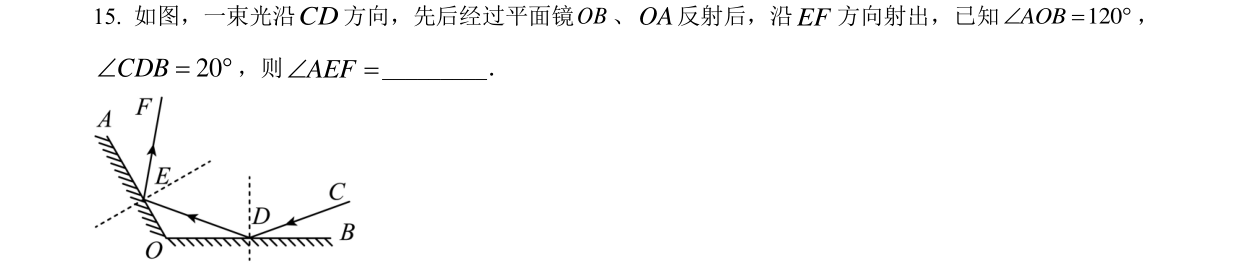 15. 如图，一束光沿 CD 方向，先后经过平面镜 OB 、 OA 反射后，沿 EF 方向射出，已知 ∠AOB = 120° ，
∠CDB = 20° ，则 ∠AEF = ________ .
F
A
E
C
D
B
O